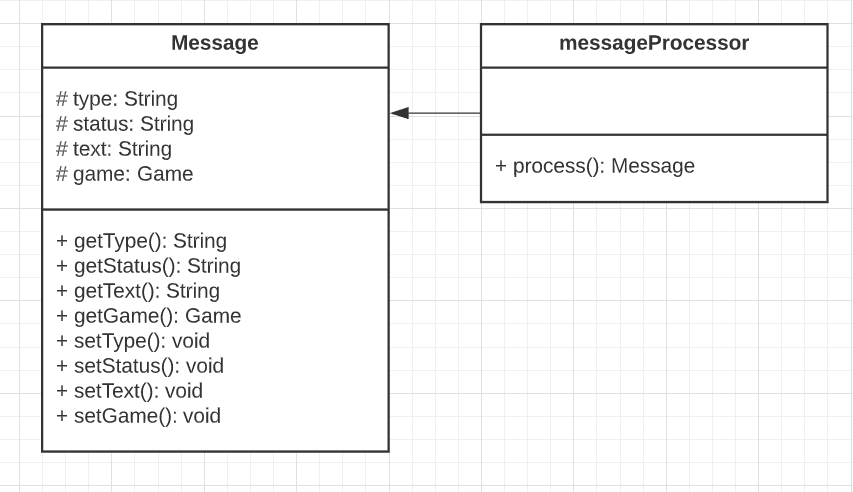 Message
# type: String
# status: String
# text: String
# game: Game
+ getType(): String
+ getStatus(): String
+ getText(): String
+ getGame(): Game
+ setType(): void
+ setStatus(): void
+ setText(): void
+ setGame(): void
messageProcessor
+ process(): Message